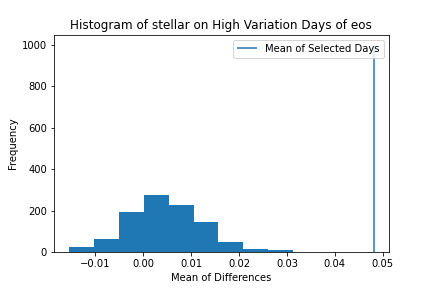 Histogram of stellar on High Variation Days of eos
Mean of Selected Days
Frequency
1000
800
600
400
200
0
−0.01 0.00 0.01 0.02 0.03 0.04 0.05
Mean of Differences